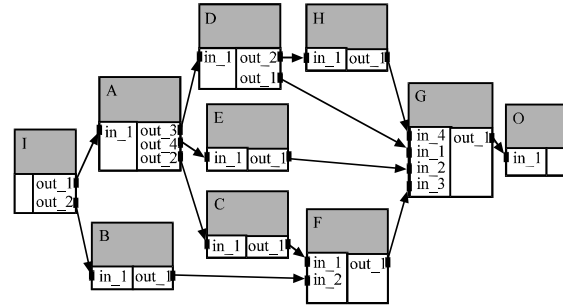 D
in_1 out_2
out_1
H
in_1 out_1
A
in_1 out_3
out_4
out_2
E
in_1 out_1
G
in_4 out_1
in_1
in_2
in_3
O
in_1
I
out_1
out_2
C
in_1 out_1
B
in_1 out_1
F
in_1 out_1
in_2